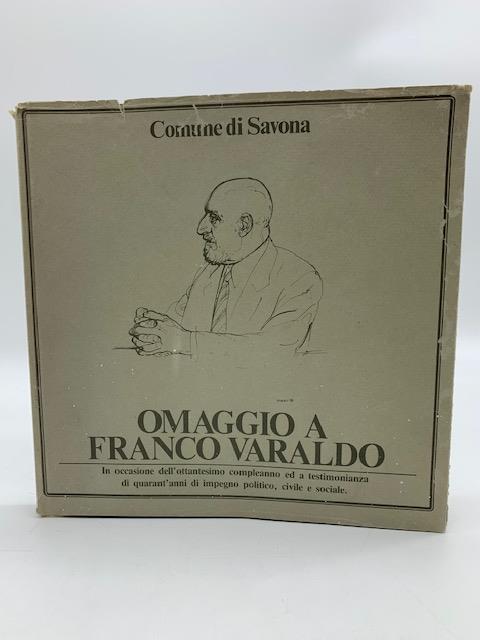 Comune di Savona
OMAGGIO A
FRANCO VARALDO
In occasione dell'ottantesimo compleanno ed a testimonianza
di quarant'anni di impegno politico, civile e sociale.